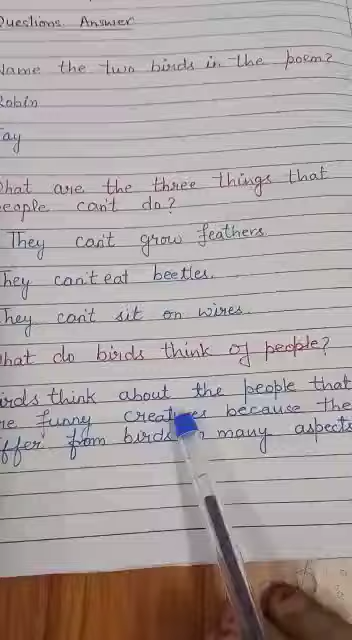 Questions Answer
Name the two birds in the poem?
Robin
Jay
What are the three things that
people can't do?
They can't grow feathers.
They can't eat beetles.
They can't sit on wires.
What do birds think of people?
Birds think about the people that
are funny creatures because the
differ from birds in many aspects